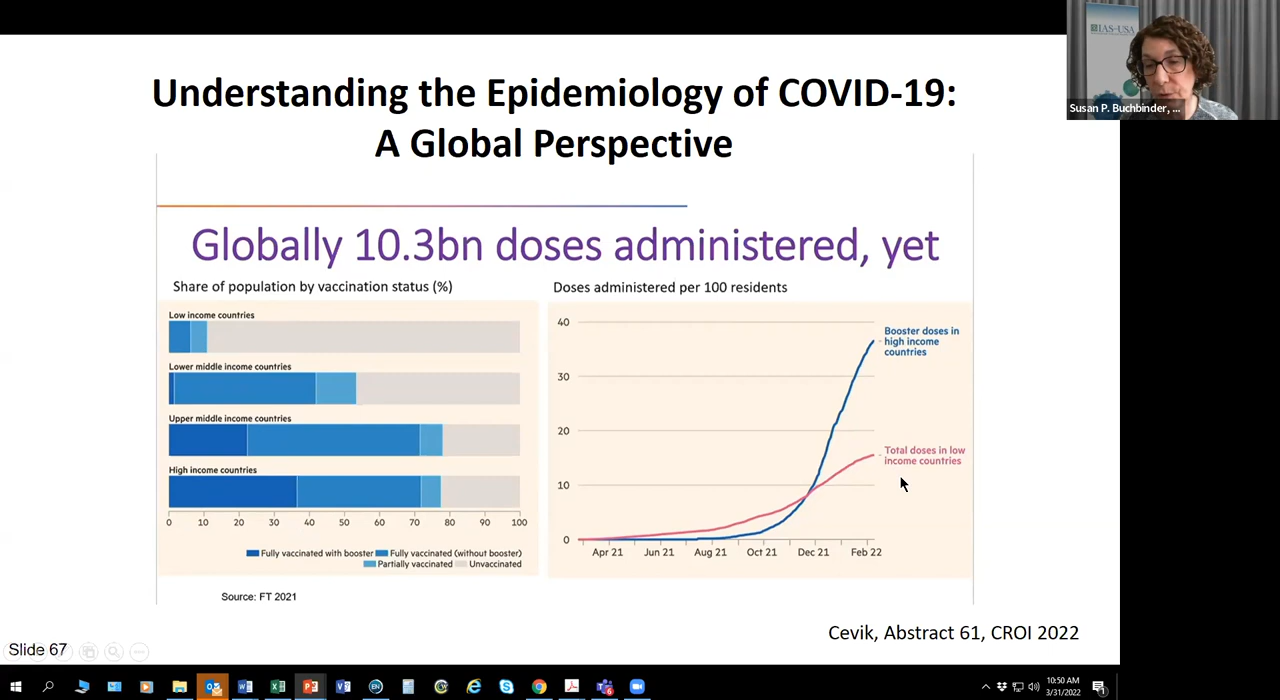 IAS-USA
Susan P. Buchbinder, ...
Understanding the Epidemiology of COVID-19:
A Global Perspective
Globally 10.3bn doses administered, yet
Share of population by vaccination status (%)
Low income countries
Lower middle income countries
Upper middle income countries
High income countries
0 10 20 30 40 50 60 70 80 90 100
Fully vaccinated with booster Fully vaccinated (without booster)
Partially vaccinated Unvaccinated
Source: FT 2021
Doses administered per 100 residents
40
30
20
10
0
Booster doses in
high income
countries
Total doses in low
income countries
Apr 21 Jun 21 Aug 21 Oct 21 Dec 21 Feb 22
Cevik, Abstract 61, CROI 2022
Slide 67
10:50 AM
3/31/2022